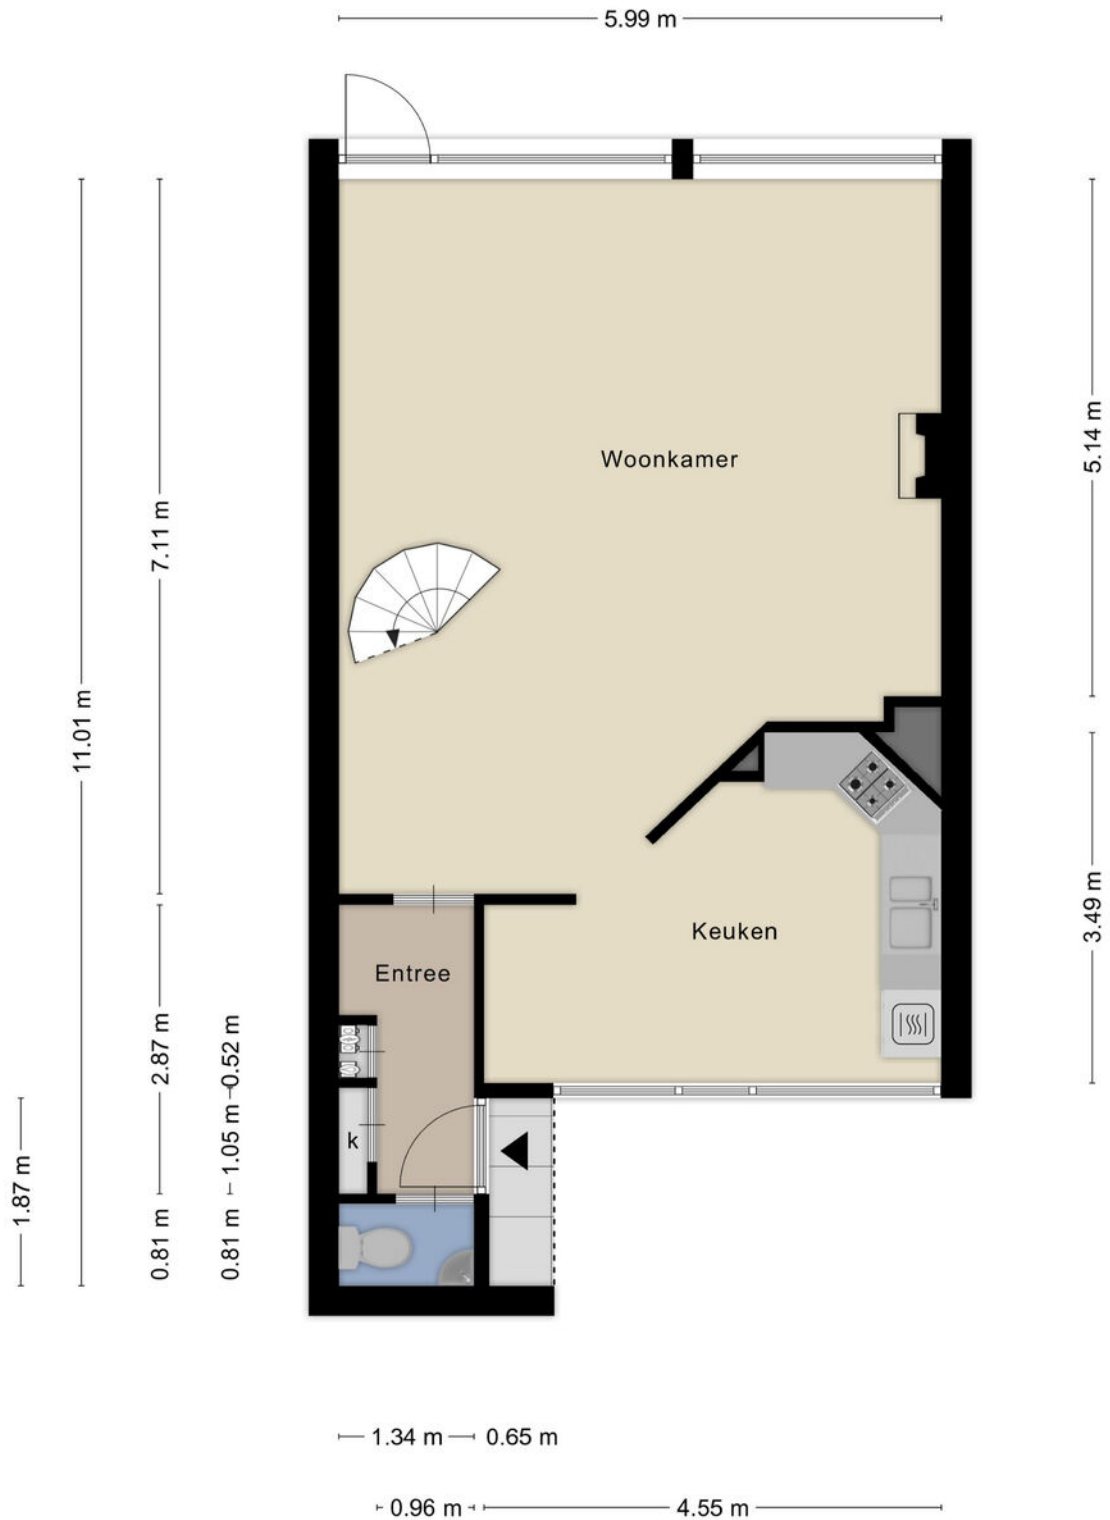 5.99 m
Woonkamer
5.14 m
7.11 m
11.01 m
Keuken
3.49 m
Entree
2.87 m
0.52 m
1.05 m
k
1.87 m
0.81 m
0.81 m
1.34 m
0.65 m
0.96 m
4.55 m